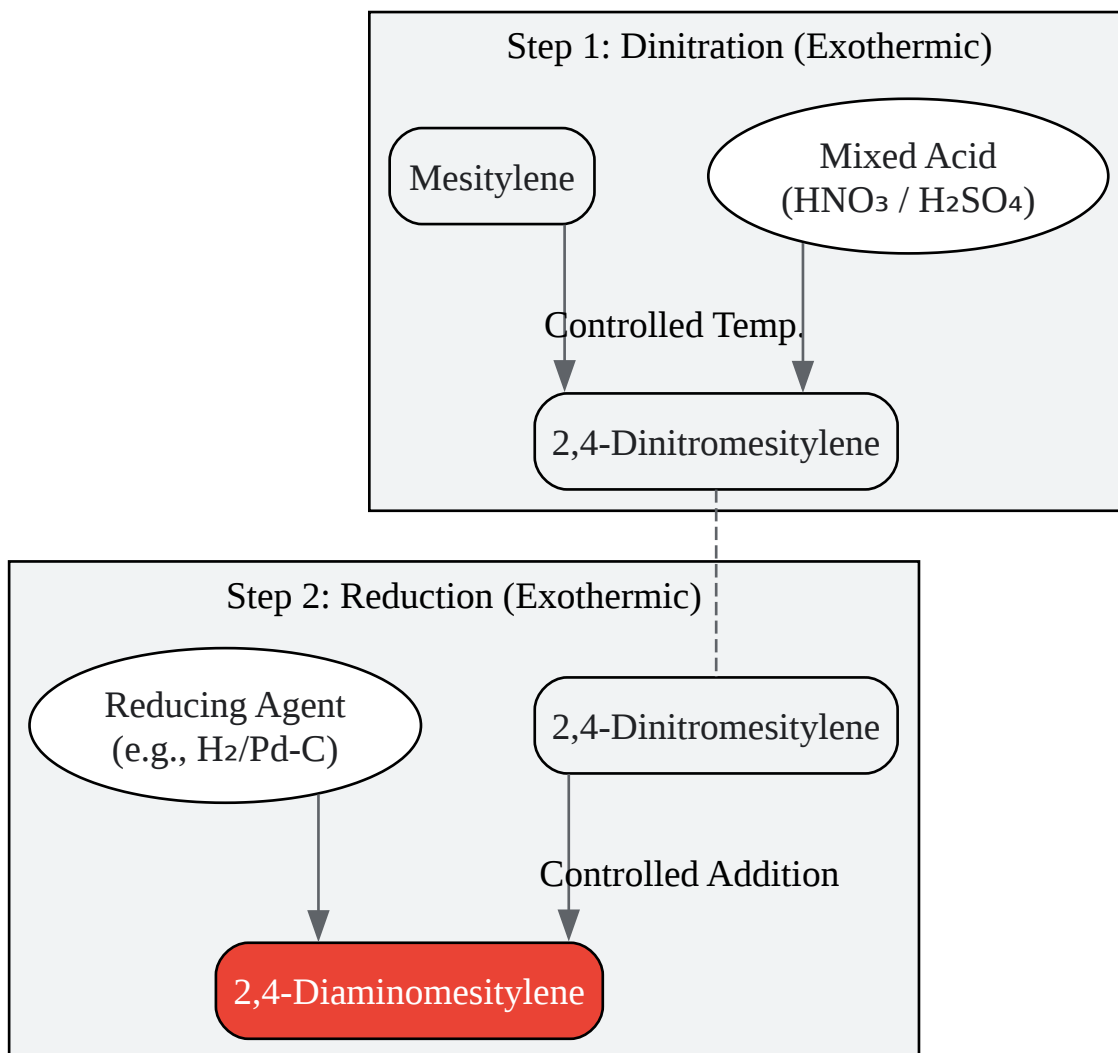 Step 1: Dinitration (Exothermic)
Mesitylene
Mixed Acid
(HNO₃ / H₂SO₄)
Controlled Temp.
2,4-Dinitromesitylene
Step 2: Reduction (Exothermic)
Reducing Agent
(e.g., H₂/Pd-C)
2,4-Dinitromesitylene
Controlled Addition
2,4-Diaminomesitylene